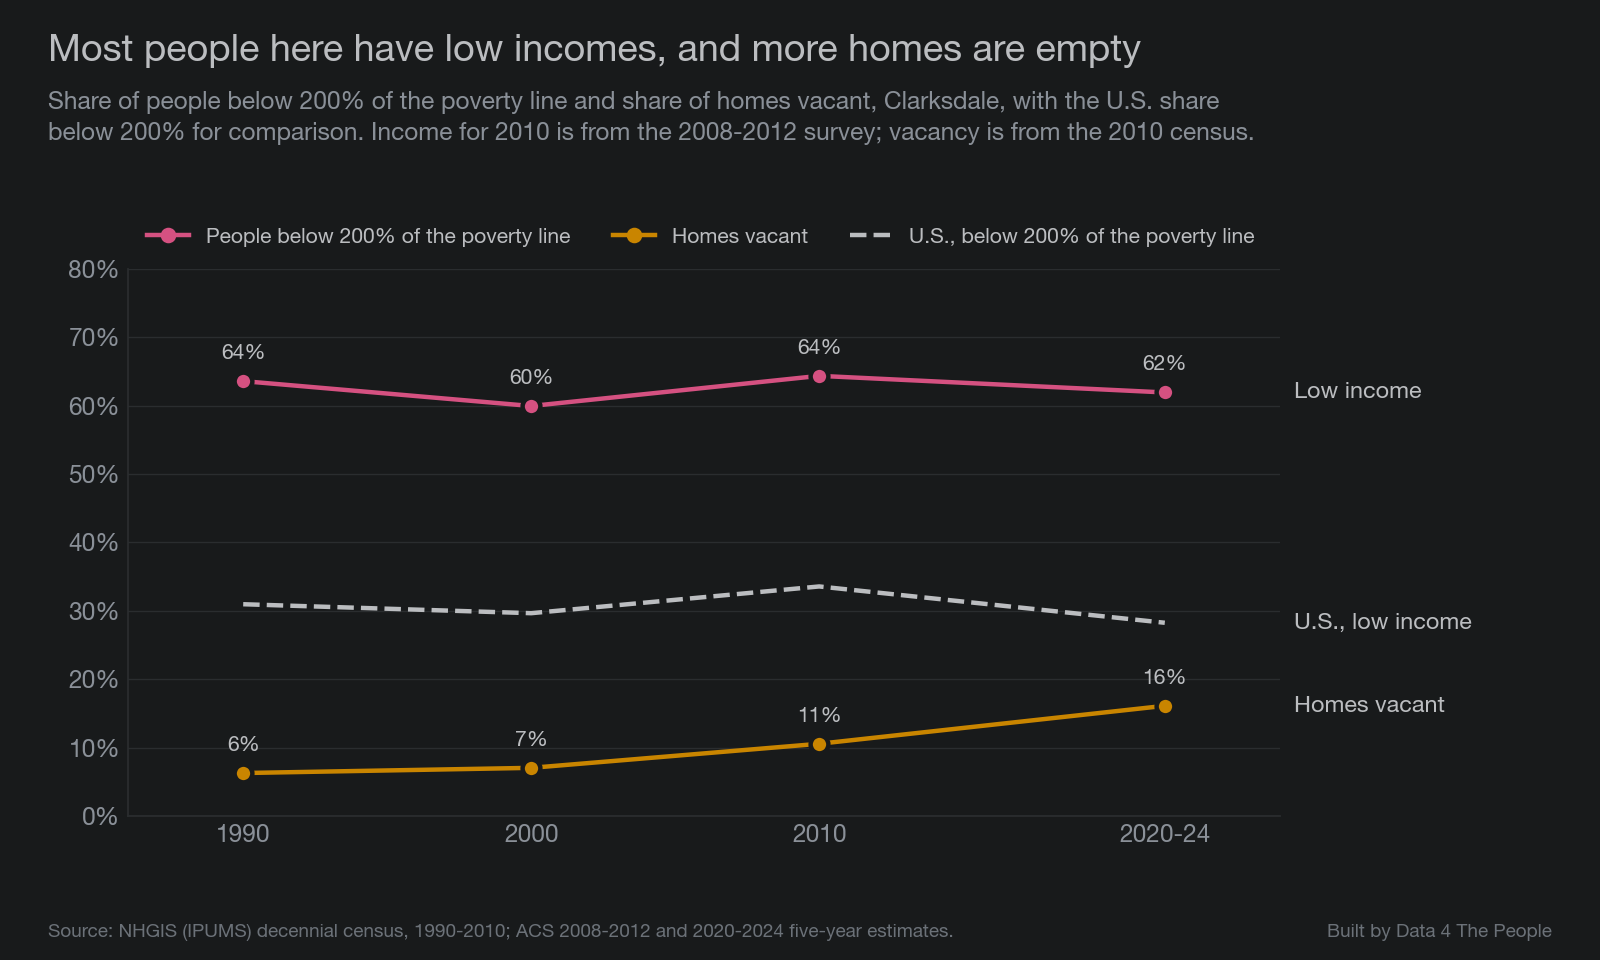 Most people here have low incomes, and more homes are empty
Share of people below 200% of the poverty line and share of homes vacant, Clarksdale, with the U.S. share
below 200% for comparison. Income for 2010 is from the 2008-2012 survey; vacancy is from the 2010 census.
People below 200% of the poverty line
Homes vacant
U.S., below 200% of the poverty line
80%
70%
60%
50%
40%
30%
20%
10%
0%
64%
60%
64%
62%
Low income
U.S., low income
6%
7%
11%
16%
Homes vacant
1990
2000
2010
2020-24
Source: NHGIS (IPUMS) decennial census, 1990-2010; ACS 2008-2012 and 2020-2024 five-year estimates.
Built by Data 4 The People